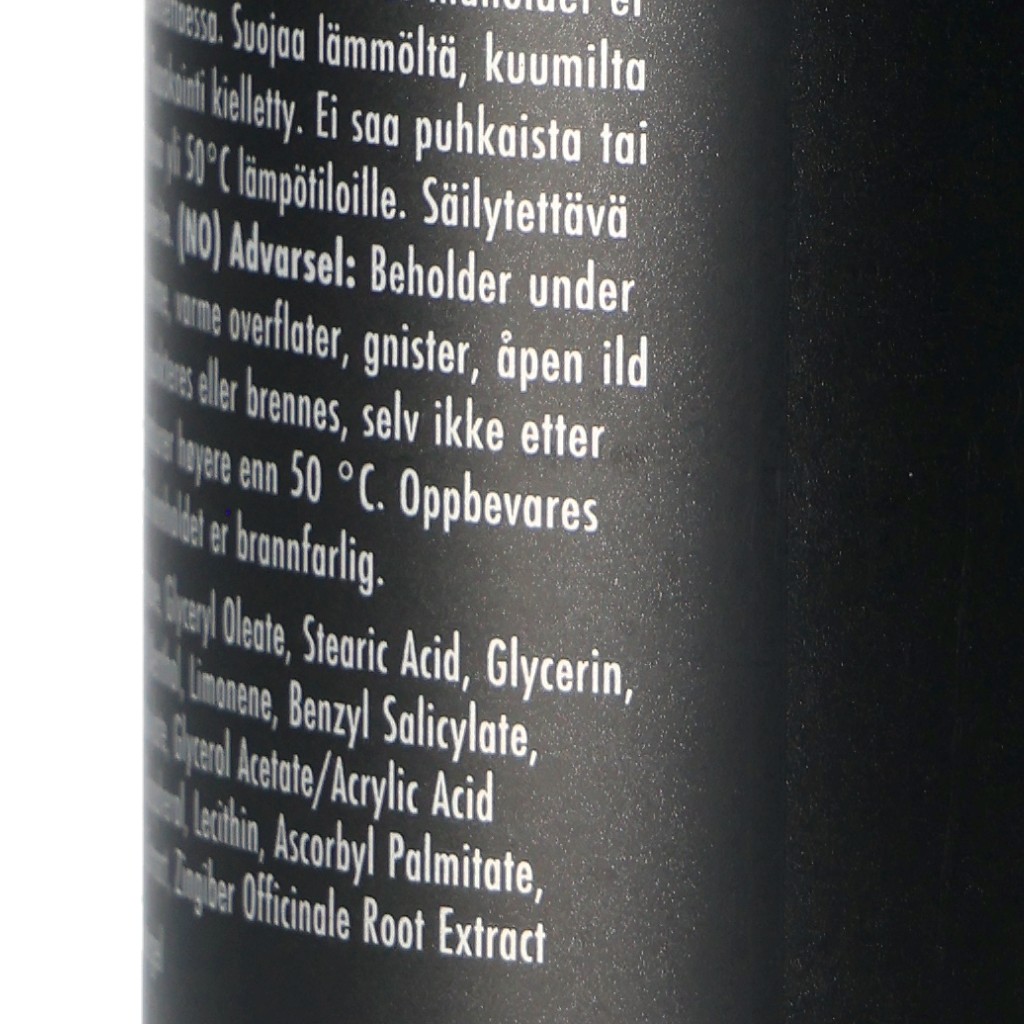 Suojaa lämmöltä, kuumilta
kielletty. Ei saa puhkaista tai
yli 50°C lämpötiloille. Säilytettävä
(NO) Advarsel: Beholder under
varme overflater, gnister, åpen ild
eller brennes, selv ikke etter
høyere enn 50 °C. Oppbevares
er brannfarlig.
Glyceryl Oleate, Stearic Acid, Glycerin,
Limonene, Benzyl Salicylate,
Glycerol Acetate/Acrylic Acid
Lecithin, Ascorbyl Palmitate,
Zingiber Officinale Root Extract